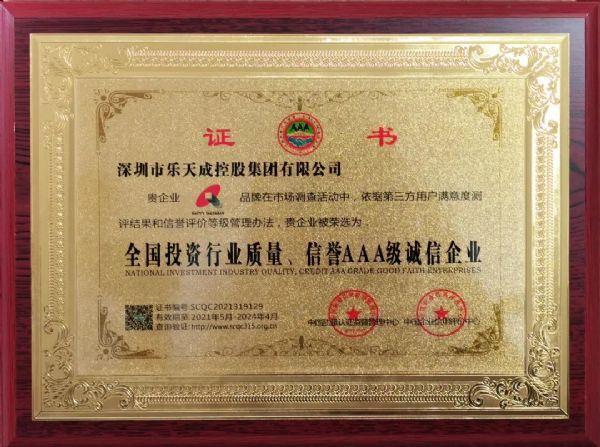 证 AAA 书
深圳市乐天成控股集团有限公司
贵企业 品牌在市场调查活动中，依据第三方用户满意度测
评结果和信誉评价等级管理办法，贵企业被荣选为
全国投资行业质量、信誉AAA级诚信企业
NATIONAL INVESTMENT INDUSTRY QUALITY, CREDIT AAA GRADE GOOD FAITH ENTREPRISES
证书编号:SCQC2021319129
有效期至 2021年5月-2024年4月
查询验证:http://www.scqc315.org.cn